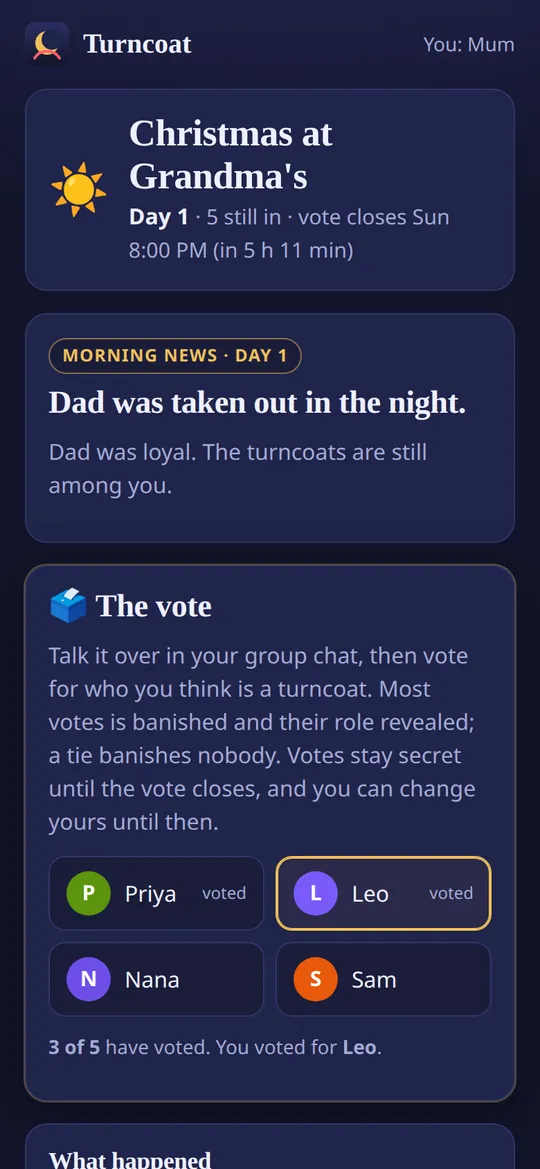 Turncoat
You: Mum
Christmas at
Grandma's
Day 1 · 5 still in · vote closes Sun
8:00 PM (in 5 h 11 min)
MORNING NEWS · DAY 1
Dad was taken out in the night.
Dad was loyal. The turncoats are still
among you.
The vote
Talk it over in your group chat, then vote
for who you think is a turncoat. Most
votes is banished and their role revealed;
a tie banishes nobody. Votes stay secret
until the vote closes, and you can change
yours until then.
P Priya voted
L Leo voted
N Nana
S Sam
3 of 5 have voted. You voted for Leo.
What happened